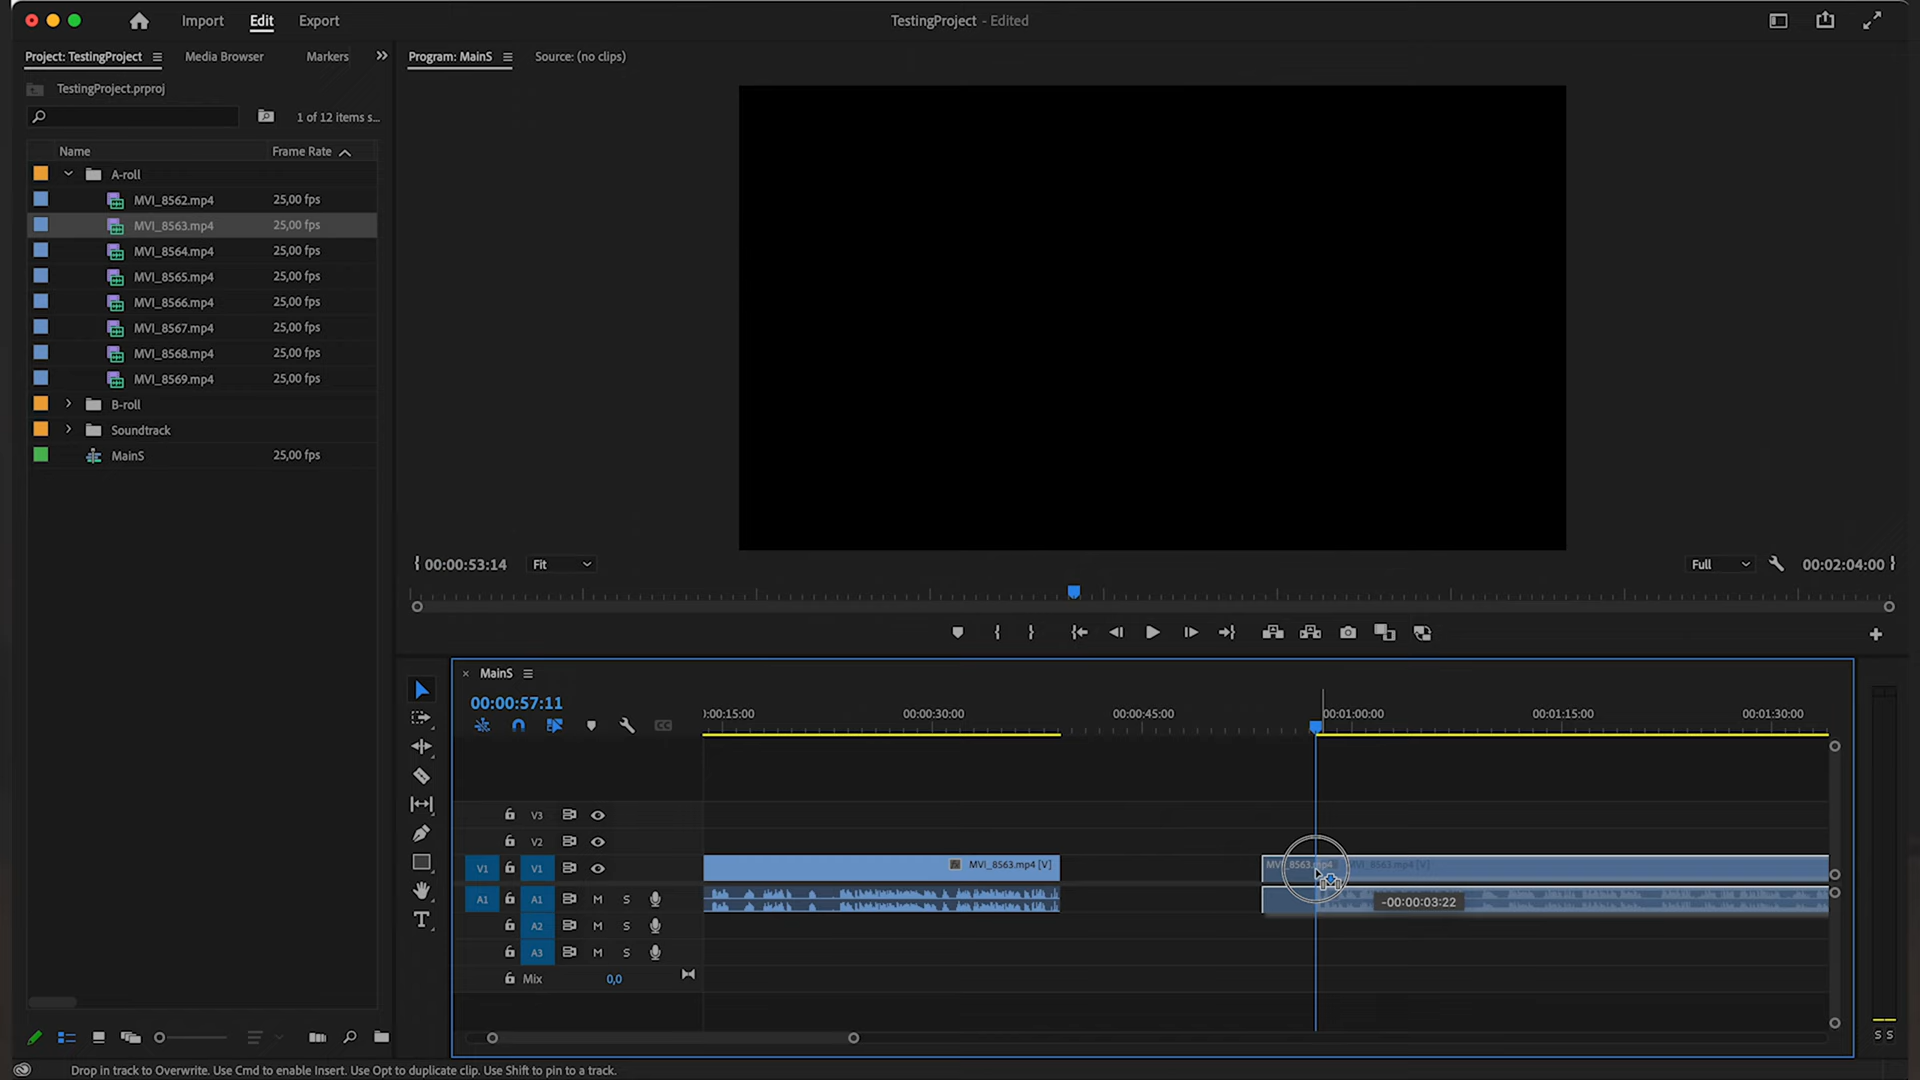 Import Edit Export TestingProject - Edited
Project: TestingProject Media Browser Markers Program: MainS Source: (no clips)
TestingProject.prproj
1 of 12 items s...
Name Frame Rate
A-roll
MVI_8562.mp4 25,00 fps
MVI_8563.mp4 25,00 fps
MVI_8564.mp4 25,00 fps
MVI_8565.mp4 25,00 fps
MVI_8566.mp4 25,00 fps
MVI_8567.mp4 25,00 fps
MVI_8568.mp4 25,00 fps
MVI_8569.mp4 25,00 fps
B-roll
Soundtrack
MainS 25,00 fps
00:00:53:14 Fit Full 00:02:04:00
MainS
00:00:57:11
:00:15:00 00:00:30:00 00:00:45:00 00:01:00:00 00:01:15:00 00:01:30:00
V3
V2
V1 V1 MVI_8563.mp4 [V] MVI_8563.mp4 MVI_8563.mp4 [V]
A1 A1 M S -00:00:03:22
A2 M S
A3 M S
Mix 0,0
S S
Drop in track to Overwrite. Use Cmd to enable Insert. Use Opt to duplicate clip. Use Shift to pin to a track.